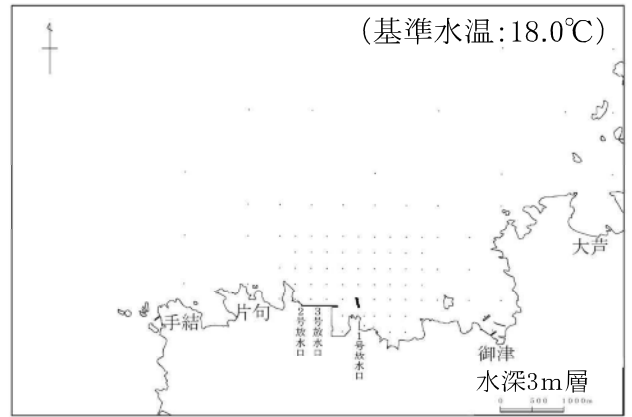 （基準水温:18.0℃）
大芦
手結
片句
2号放水口
3号放水口
1号放水口
御津
水深3m層
0 500 1000m